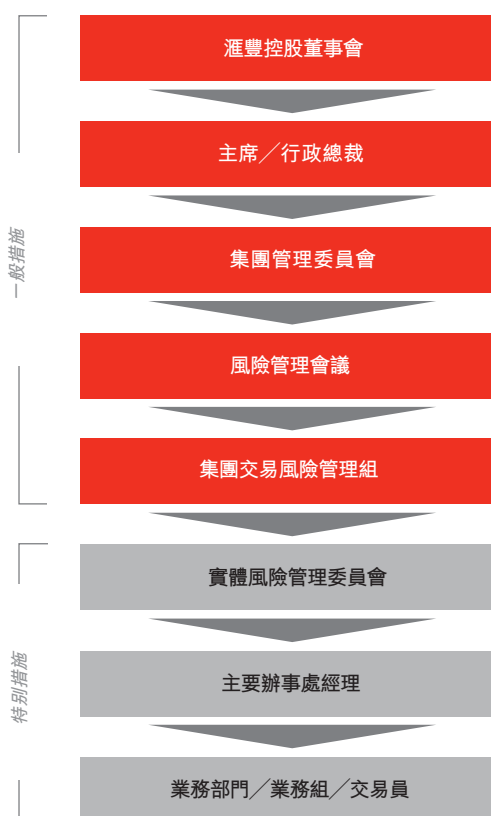 滙豐控股董事會
主席／行政總裁
一般措施
集團管理委員會
風險管理會議
集團交易風險管理組
實體風險管理委員會
特別措施
主要辦事處經理
業務部門／業務組／交易員